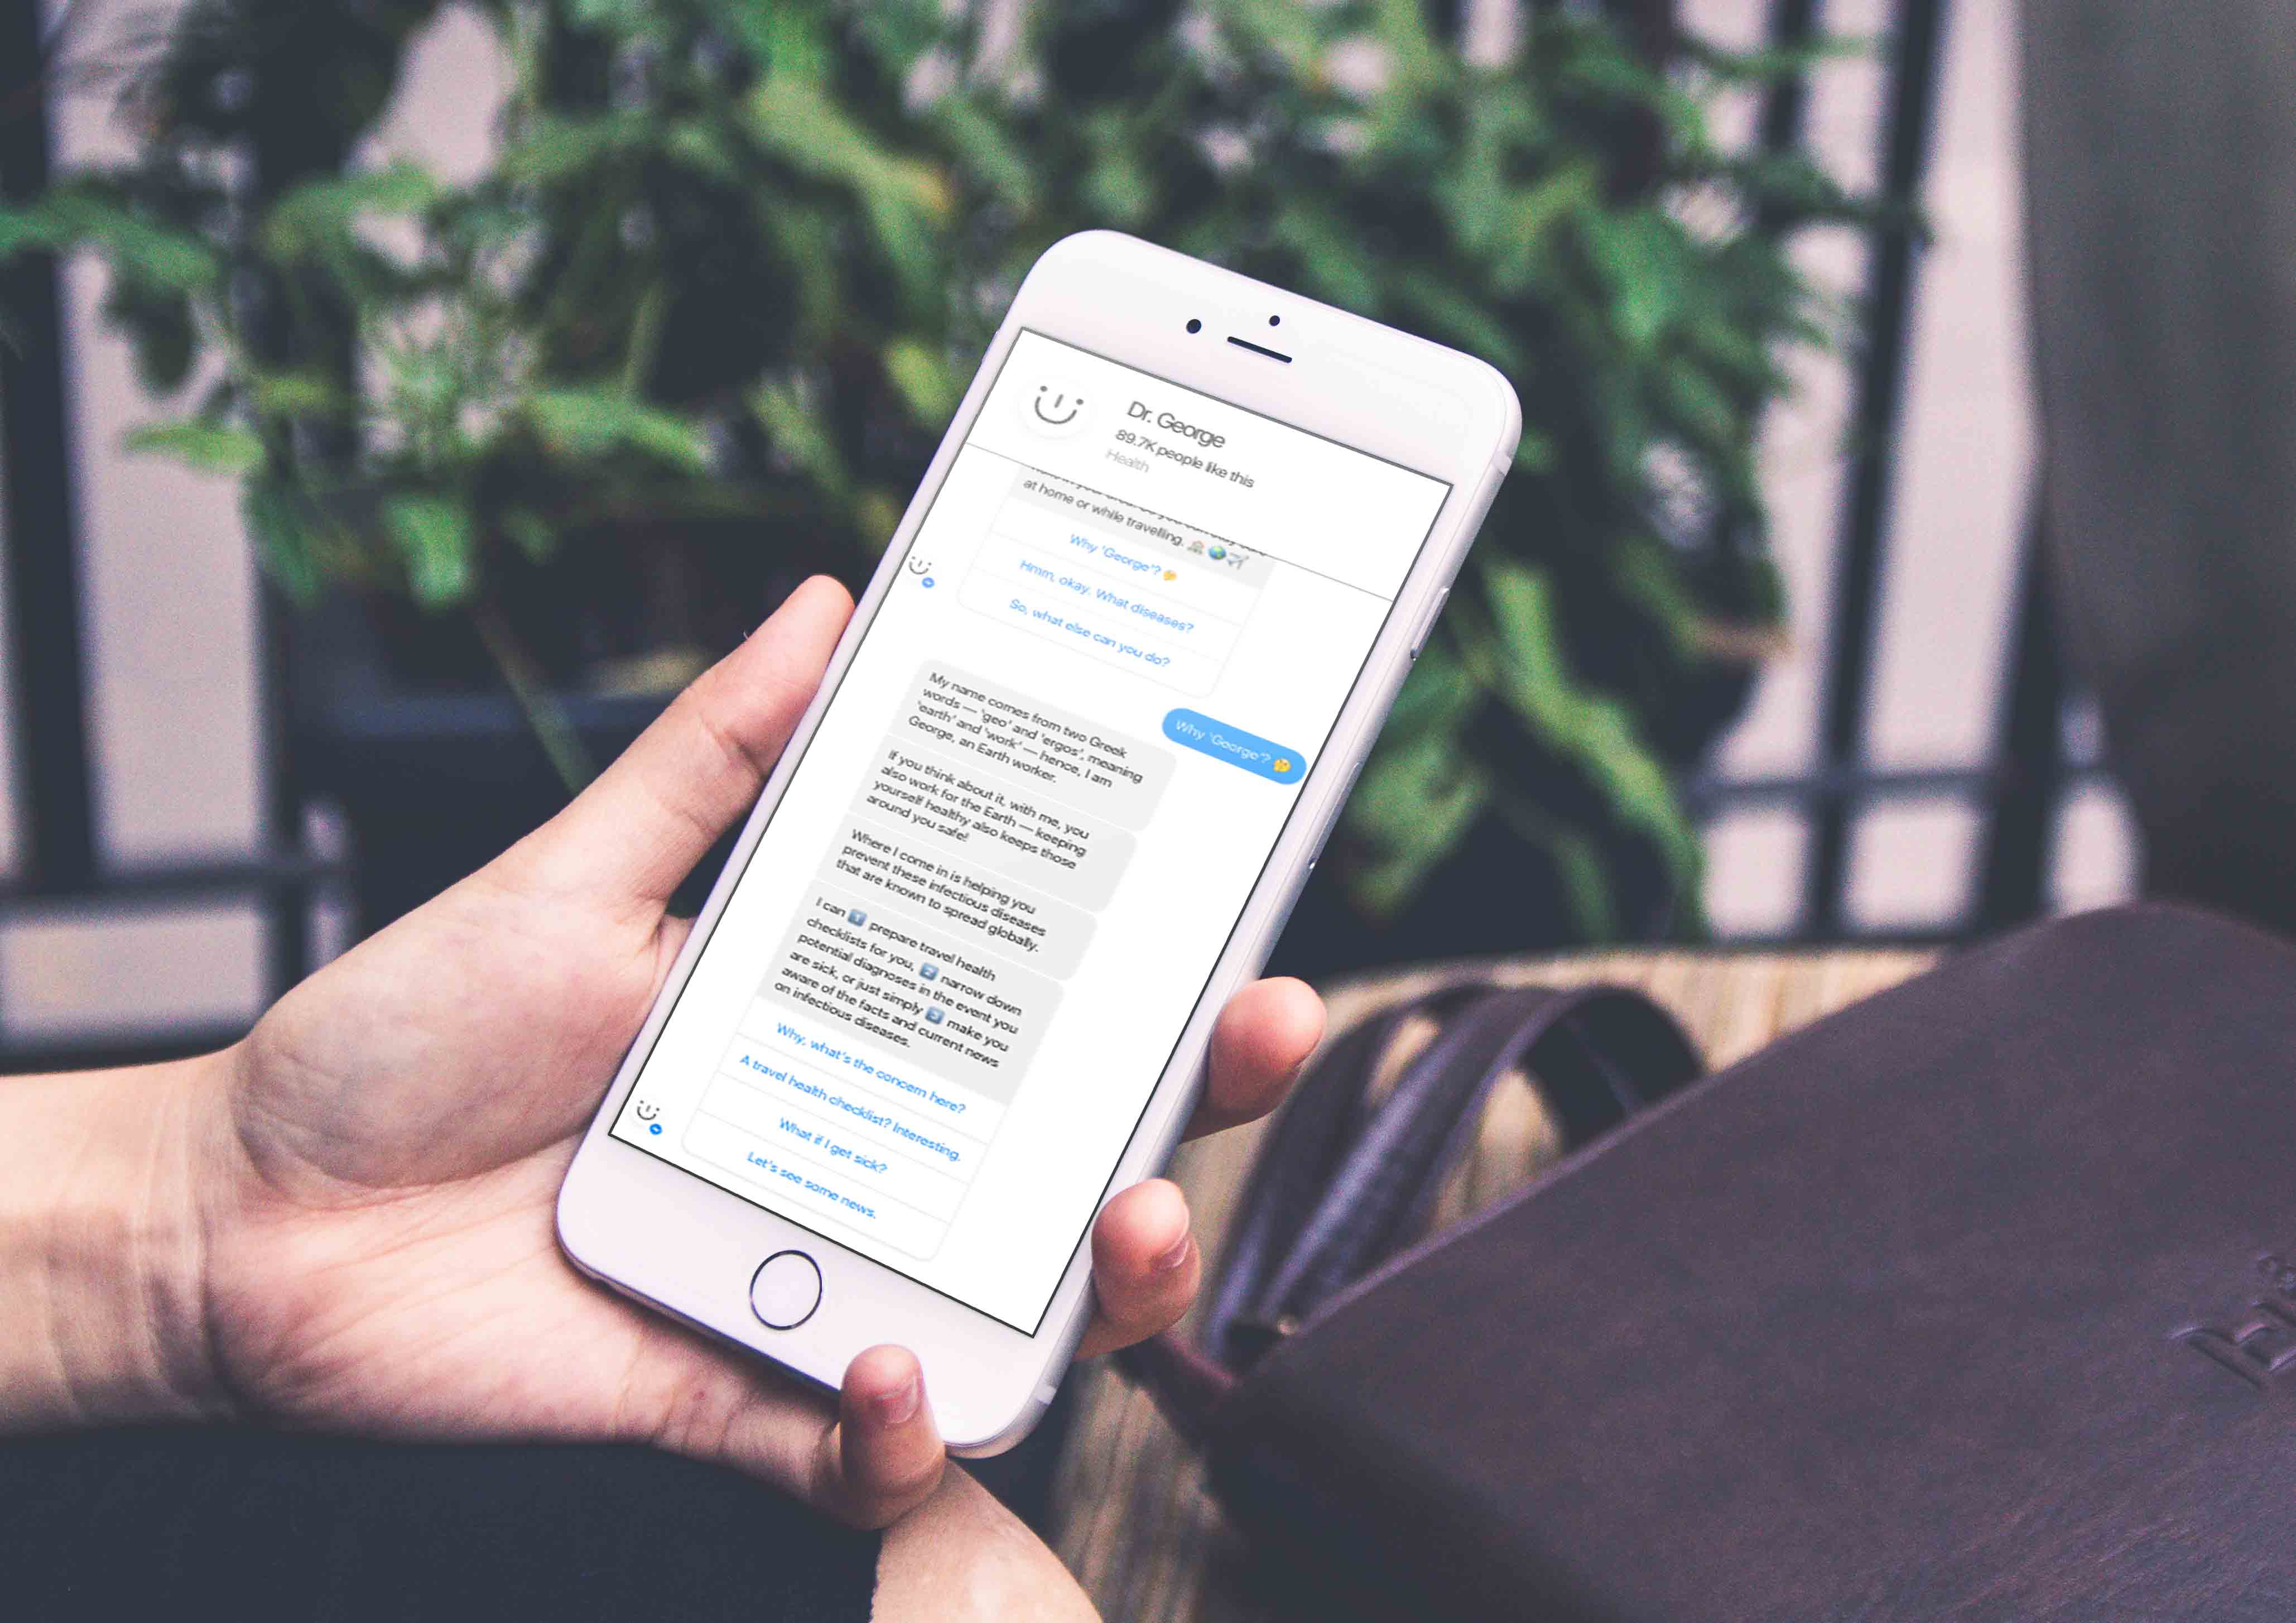 Dr. George
89.7K people like this
Health
at home or while travelling. 🏡🌍✈️
Why 'George'? 🤔
Hmm, okay. What diseases?
So, what else can you do?
Why 'George'? 🤔
My name comes from two Greek
words — 'geo' and 'ergos', meaning
'earth' and 'work' — hence, I am
George, an Earth worker.
If you think about it, with me, you
also work for the Earth — keeping
yourself healthy also keeps those
around you safe!
Where I come in is helping you
prevent these infectious diseases
that are known to spread globally.
I can 1️⃣ prepare travel health
checklists for you, 2️⃣ narrow down
potential diagnoses in the event you
are sick, or just simply 3️⃣ make you
aware of the facts and current news
on infectious diseases.
Why, what's the concern here?
A travel health checklist? Interesting.
What if I get sick?
Let's see some news.